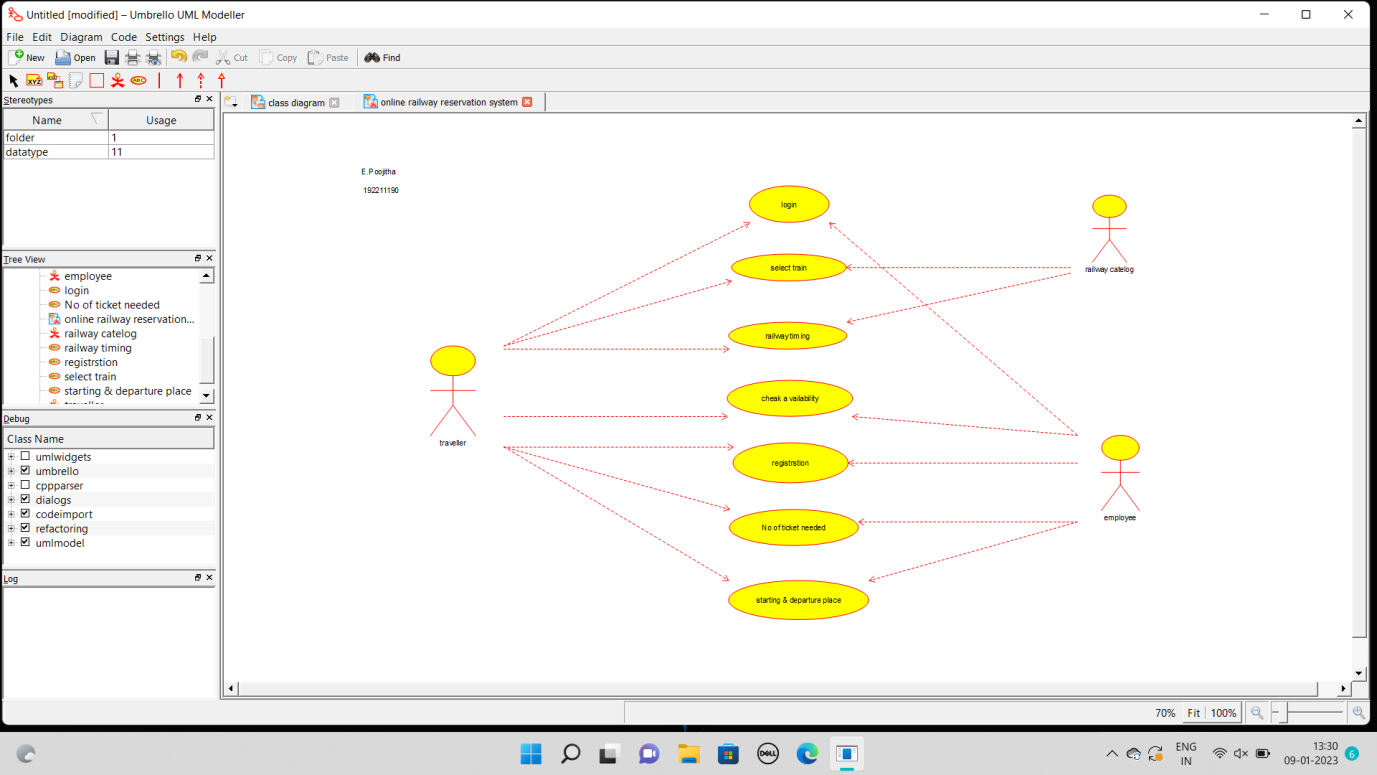 Untitled [modified] – Umbrello UML Modeller
File Edit Diagram Code Settings Help
New Open Cut Copy Paste Find
XYZ ABC
Stereotypes
Name Usage
folder 1
datatype 11
class diagram online railway reservation system
E.Poojitha
192211190
login
select train
railway timing
cheak a vailability
registrstion
No of ticket needed
starting & departure place
traveller
railway catelog
employee
Tree View
employee
login
No of ticket needed
online railway reservation...
railway catelog
railway timing
registrstion
select train
starting & departure place
Debug
Class Name
umlwidgets
umbrello
cppparser
dialogs
codeimport
refactoring
umlmodel
Log
70% Fit 100%
DELL
ENG
IN
13:30
09-01-2023
6